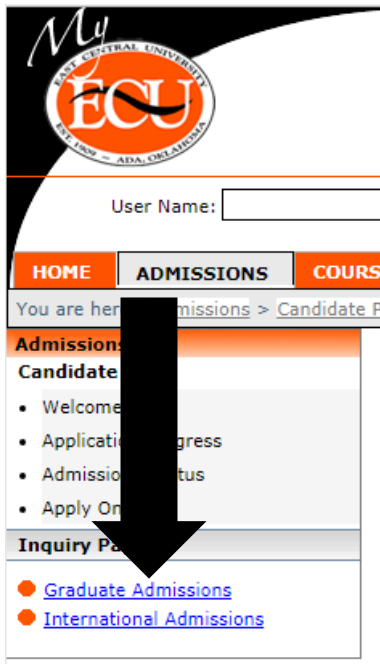 My
EAST CENTRAL UNIVERSITY
ECU
EST. 1909 - ADA, OKLAHOMA
User Name:
HOME ADMISSIONS COURS
You are her missions > Candidate P
Admissions
Candidate
• Welcome
• Applicati gress
• Admissio tus
• Apply On
Inquiry Pa
Graduate Admissions
International Admissions